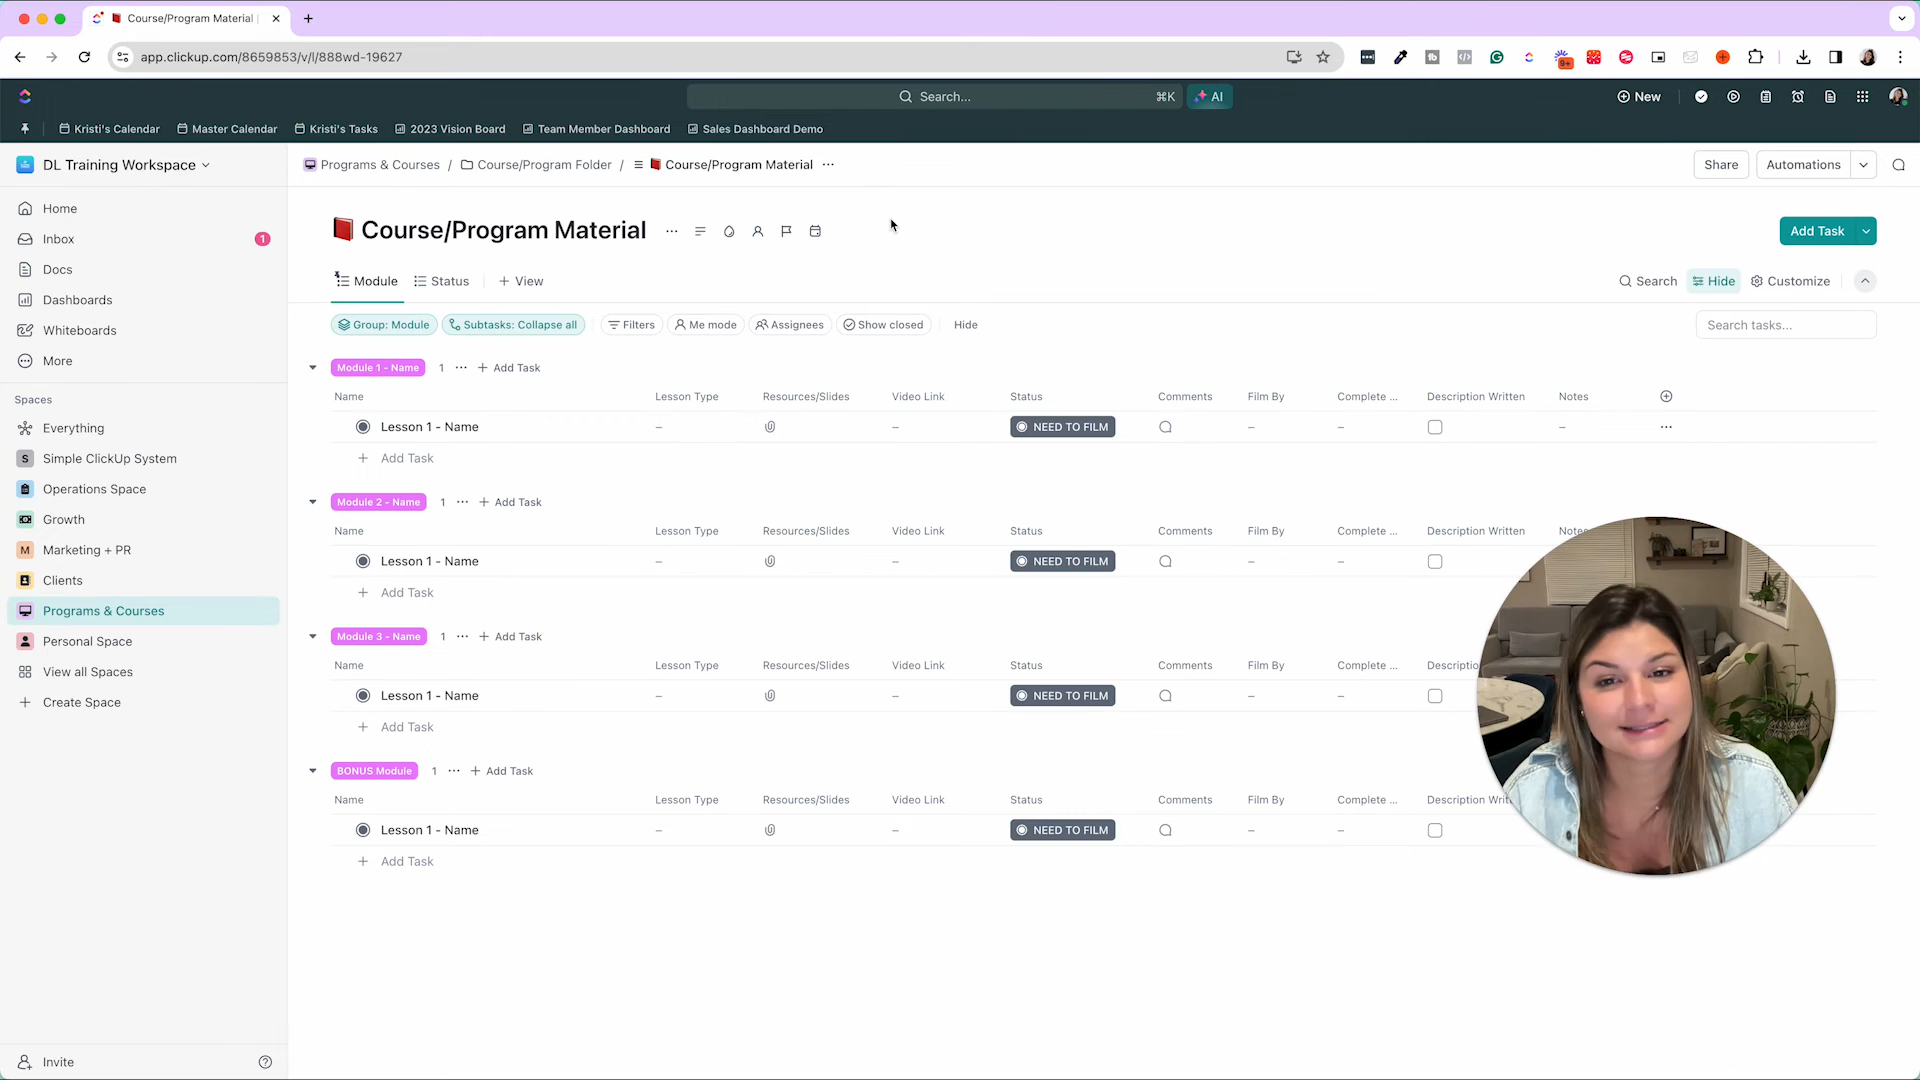 Course/Program Material |
app.clickup.com/8659853/v/l/888wd-19627
9+
Search...
⌘K
AI
New
Kristi's Calendar
Master Calendar
Kristi's Tasks
2023 Vision Board
Team Member Dashboard
Sales Dashboard Demo
DL Training Workspace
Programs & Courses / Course/Program Folder / Course/Program Material
Share
Automations
Home
Inbox
1
Docs
Dashboards
Whiteboards
More
Spaces
Everything
S Simple ClickUp System
Operations Space
Growth
M Marketing + PR
Clients
Programs & Courses
Personal Space
View all Spaces
Create Space
Invite
Course/Program Material
Add Task
Module
Status
+ View
Search
Hide
Customize
Group: Module
Subtasks: Collapse all
Filters
Me mode
Assignees
Show closed
Hide
Search tasks...
Module 1 - Name 1 ... + Add Task
Name Lesson Type Resources/Slides Video Link Status Comments Film By Complete ... Description Written Notes
Lesson 1 - Name – – NEED TO FILM – – –
+ Add Task
Module 2 - Name 1 ... + Add Task
Name Lesson Type Resources/Slides Video Link Status Comments Film By Complete ... Description Written Notes
Lesson 1 - Name – – NEED TO FILM – –
+ Add Task
Module 3 - Name 1 ... + Add Task
Name Lesson Type Resources/Slides Video Link Status Comments Film By Complete ...
Lesson 1 - Name – – NEED TO FILM – –
+ Add Task
BONUS Module 1 ... + Add Task
Name Lesson Type Resources/Slides Video Link Status Comments Film By Complete ... Description
Lesson 1 - Name – – NEED TO FILM – –
+ Add Task